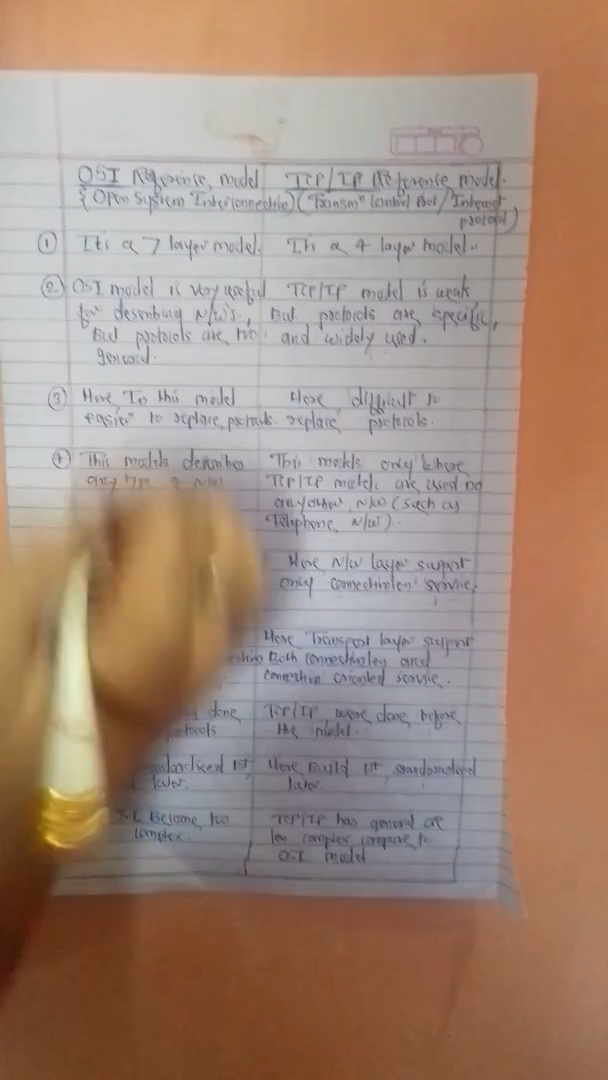 OSI Reference model
{Open System Interconnection}
TCP/IP Reference model.
(Transmⁿ Control Prot/Internet
protocol)
① It is a 7 layer model.
It is a 4 layer model.
② OSI model is very useful
for describing N/W's,
But protocols are no
general.
TCP/IP model is weak
But protocols are specific,
and widely used.
③ Here In this model
easier to replace protocols.
Here, difficult to
replace protocols.
④ This models describes
any type of N/W
This models only where
TCP/IP models are used no
any other N/W (such as
Telephone N/W).
Here, N/W layer support
only connectionless service.
Here Transport layer support
Both connectionless and
connection oriented service.
done
TCP/IP were done before
the model.
1st,
later.
Here Build 1st, standardized
later.
Become too
complex.
TCP/IP has general are
less complex compare to
OSI model